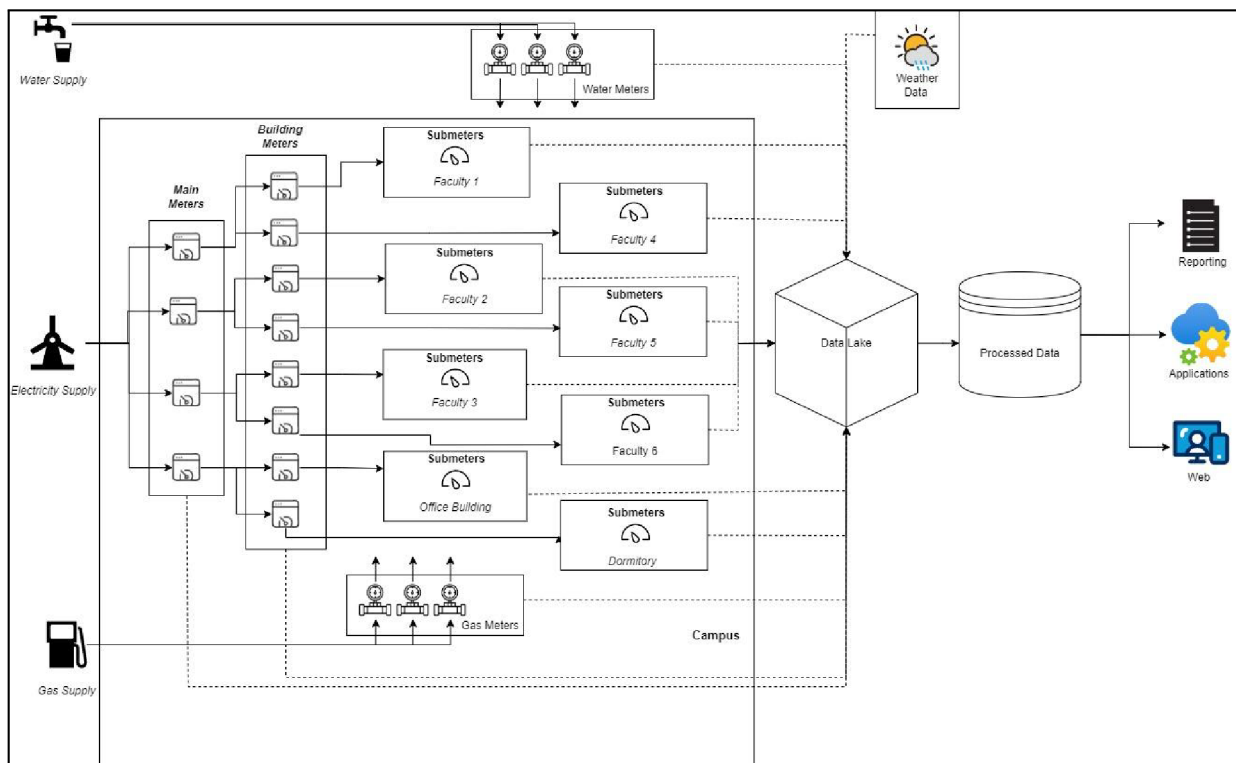 Water Supply
Water Meters
Weather
Data
Building
Meters
Submeters
Faculty 1
Main
Meters
Submeters
Faculty 4
Submeters
Faculty 2
Submeters
Faculty 5
Submeters
Faculty 3
Submeters
Faculty 6
Submeters
Office Building
Submeters
Dormitory
Electricity Supply
Data Lake
Processed Data
Reporting
Applications
Web
Gas Meters
Campus
Gas Supply